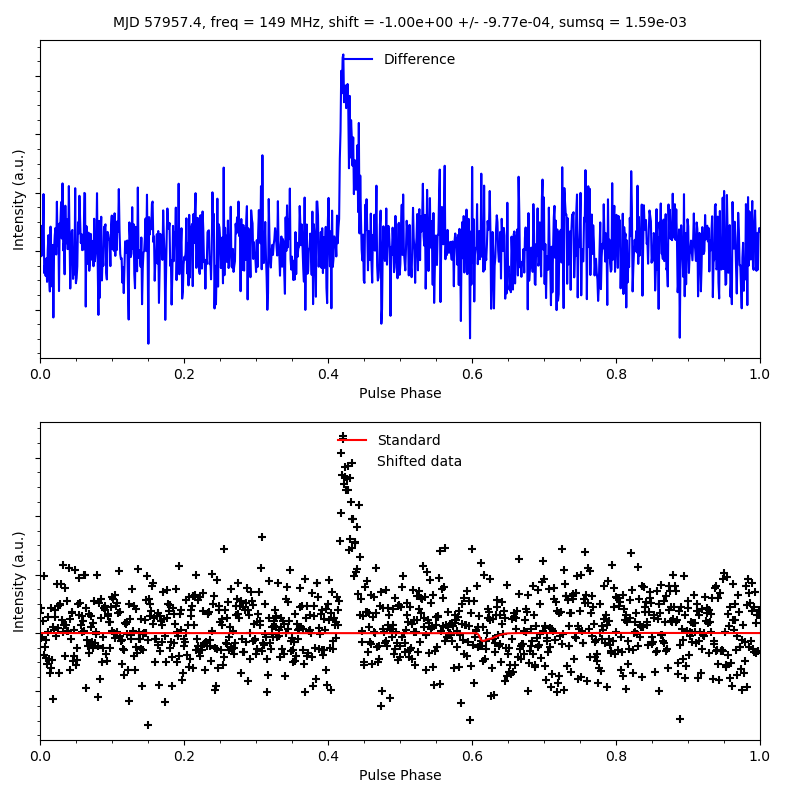 MJD 57957.4, freq = 149 MHz, shift = -1.00e+00 +/- -9.77e-04, sumsq = 1.59e-03
Difference
Intensity (a.u.)
0.0 0.2 0.4 0.6 0.8 1.0
Pulse Phase
Standard
Shifted data
Intensity (a.u.)
0.0 0.2 0.4 0.6 0.8 1.0
Pulse Phase